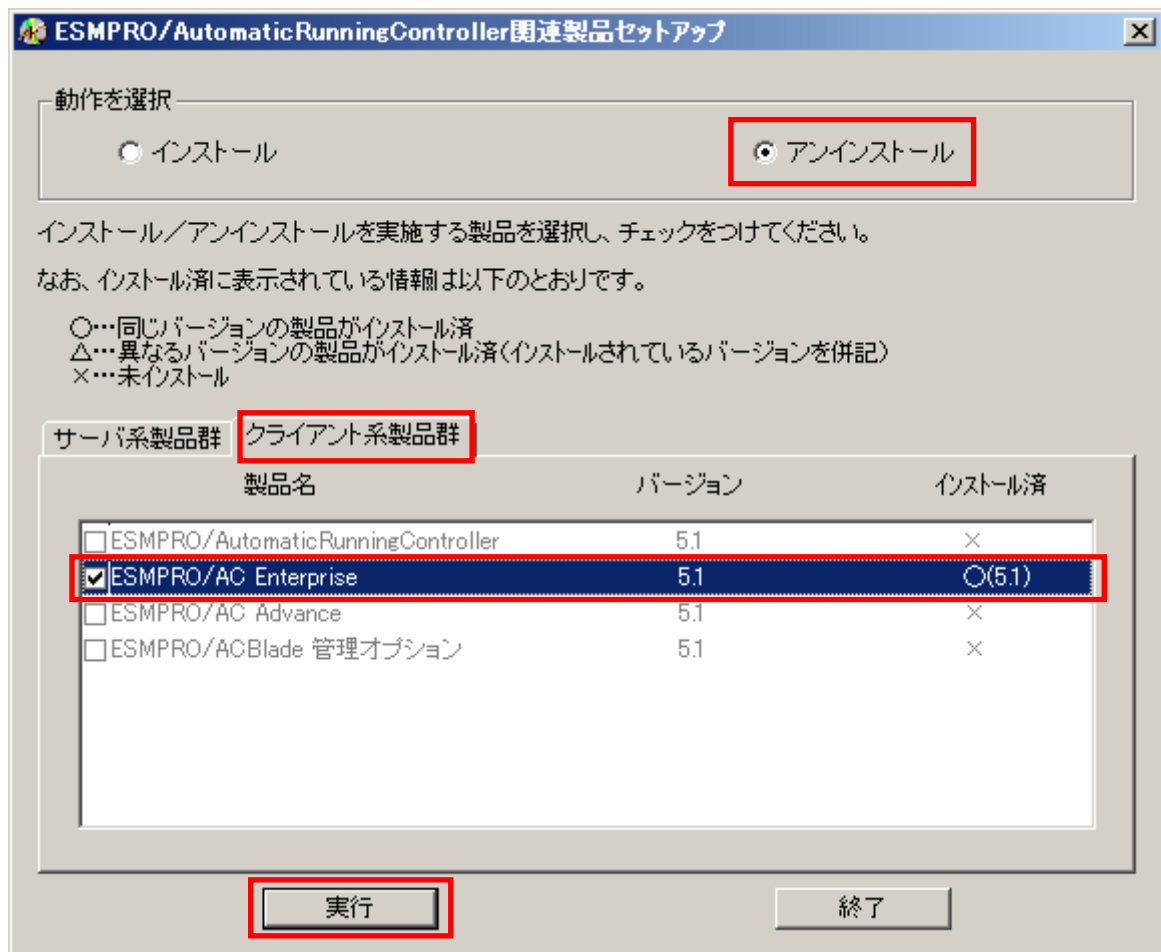 ESMPRO/AutomaticRunningController関連製品セットアップ
動作を選択
インストール
アンインストール
インストール／アンインストールを実施する製品を選択し、チェックをつけてください。
なお、インストール済に表示されている情報は以下のとおりです。
○…同じバージョンの製品がインストール済
△…異なるバージョンの製品がインストール済(インストールされているバージョンを併記)
×…未インストール
サーバ系製品群 クライアント系製品群
製品名 バージョン インストール済
ESMPRO/AutomaticRunningController 5.1 ×
ESMPRO/AC Enterprise 5.1 ○(5.1)
ESMPRO/AC Advance 5.1 ×
ESMPRO/ACBlade 管理オプション 5.1 ×
実行 終了